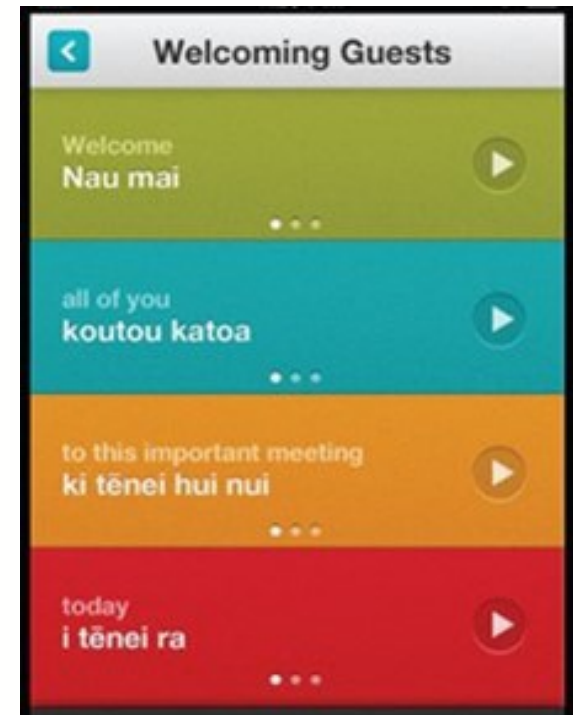 Welcoming Guests
Welcome
Nau mai
all of you
koutou katoa
to this important meeting
ki tēnei hui nui
today
i tēnei ra